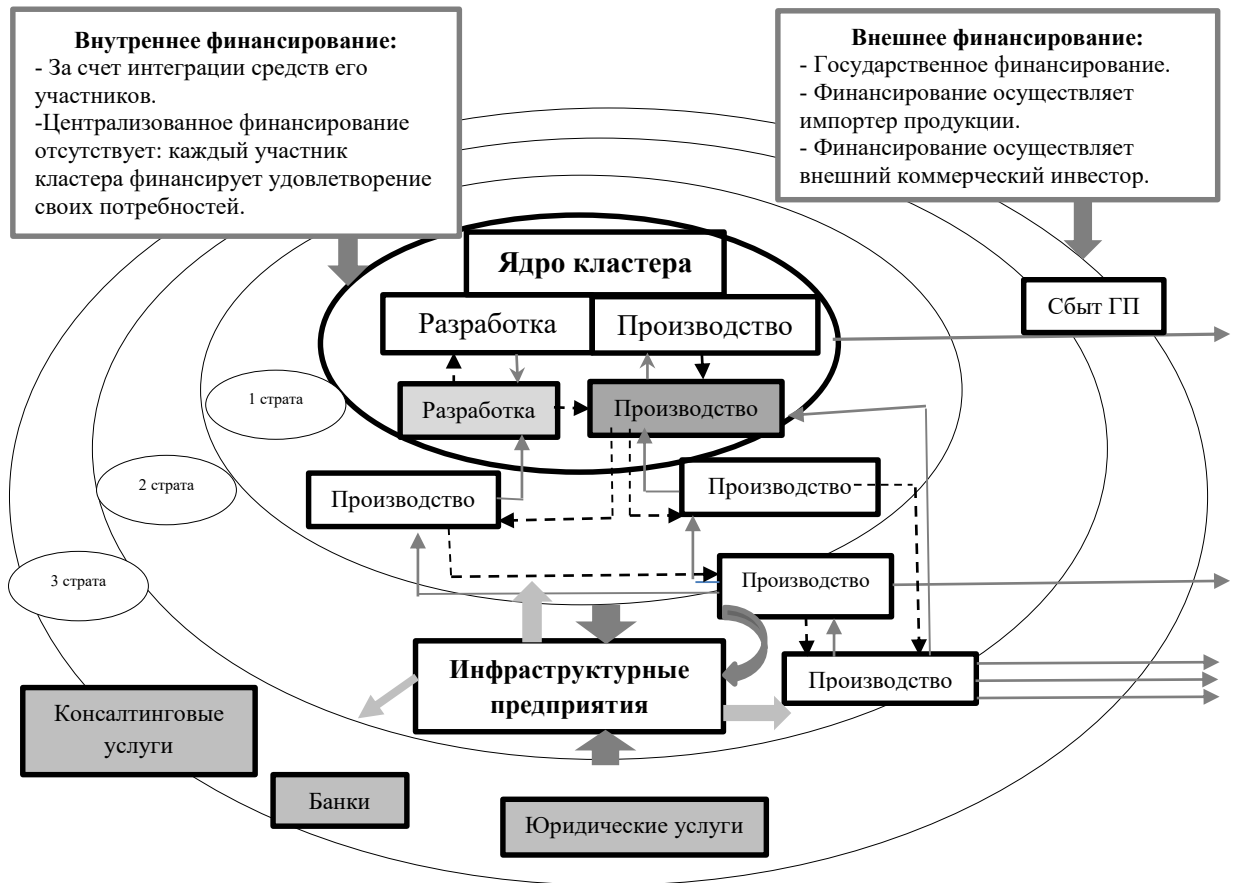 Внутреннее финансирование:
- За счет интеграции средств его
участников.
-Централизованное финансирование
отсутствует: каждый участник
кластера финансирует удовлетворение
своих потребностей.
Внешнее финансирование:
- Государственное финансирование.
- Финансирование осуществляет
импортер продукции.
- Финансирование осуществляет
внешний коммерческий инвестор.
Ядро кластера
Сбыт ГП
Разработка
Производство
1 страта
Разработка
Производство
2 страта
Производство
Производство
3 страта
Производство
Инфраструктурные
предприятия
Производство
Консалтинговые
услуги
Банки
Юридические услуги